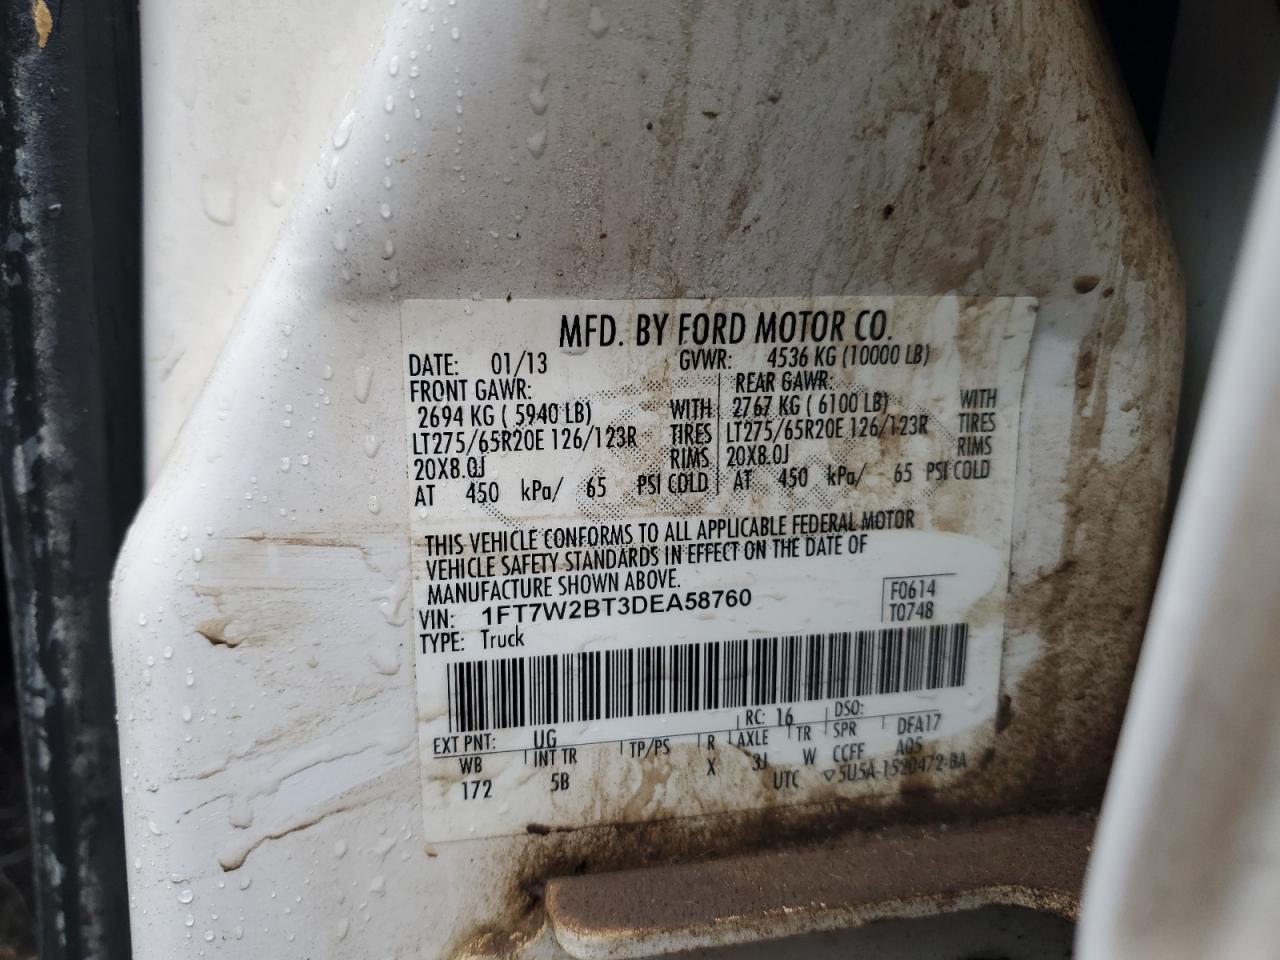 MFD. BY FORD MOTOR CO.
DATE: 01/13 GVWR: 4536 KG (10000 LB)
FRONT GAWR: REAR GAWR:
2694 KG ( 5940 LB) WITH 2767 KG ( 6100 LB) WITH
LT275/65R20E 126/123R TIRES LT275/65R20E 126/123R TIRES
20X8.0J RIMS 20X8.0J RIMS
AT 450 kPa/ 65 PSI COLD AT 450 kPa/ 65 PSI COLD
THIS VEHICLE CONFORMS TO ALL APPLICABLE FEDERAL MOTOR
VEHICLE SAFETY STANDARDS IN EFFECT ON THE DATE OF
MANUFACTURE SHOWN ABOVE.
VIN: 1FT7W2BT3DEA58760 F0614
TYPE: Truck T0748
EXT PNT: UG RC: 16 DSO:
WB INT TR TP/PS R AXLE TR SPR DFA17
172 5B X 3J W CCFF AQ5
UTC ▽5U5A-1520472-BA